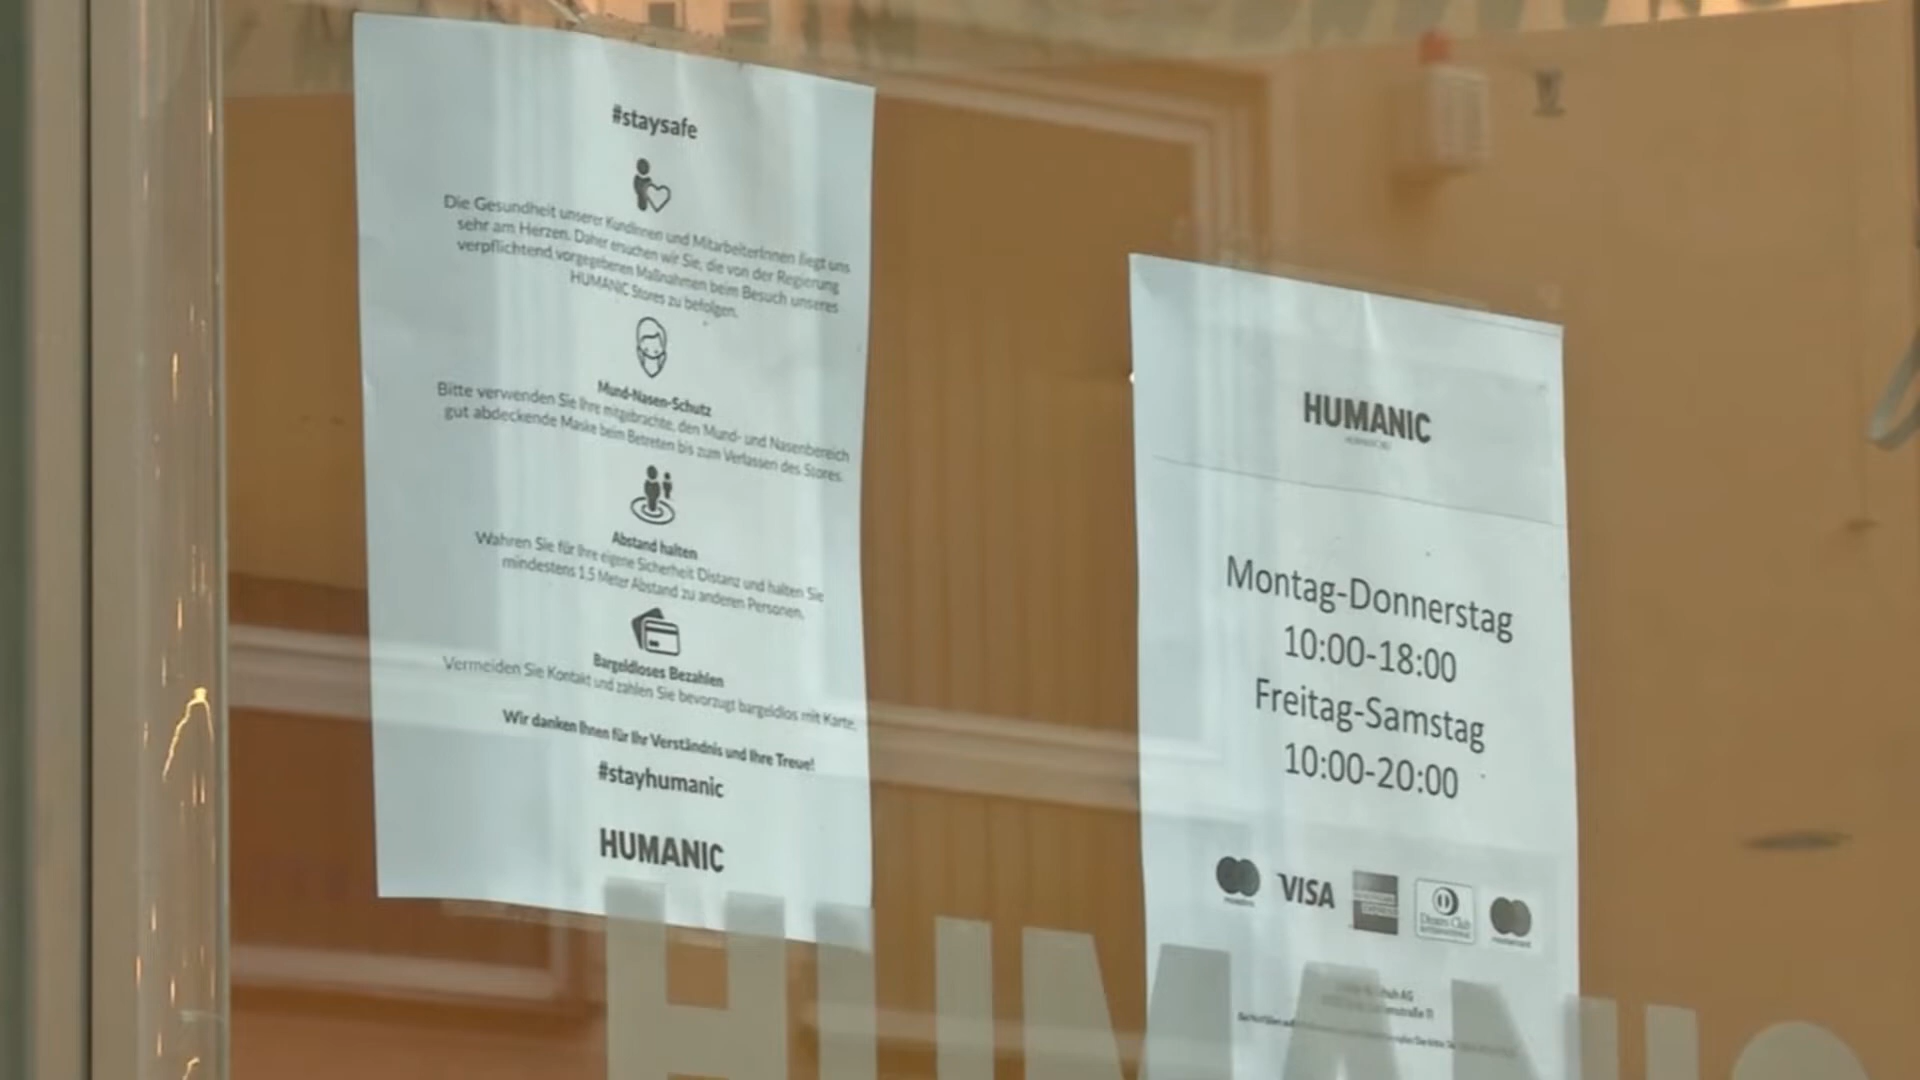 #staysafe
Die Gesundheit unserer KundInnen und MitarbeiterInnen liegt uns
sehr am Herzen. Daher ersuchen wir Sie, die von der Regierung
verpflichtend vorgegebenen Maßnahmen beim Besuch unseres
HUMANIC Stores zu befolgen.
Mund-Nasen-Schutz
Bitte verwenden Sie Ihre mitgebrachte, den Mund- und Nasenbereich
gut abdeckende Maske beim Betreten bis zum Verlassen des Stores.
Abstand halten
Wahren Sie für Ihre eigene Sicherheit Distanz und halten Sie
mindestens 1,5 Meter Abstand zu anderen Personen.
Bargeldloses Bezahlen
Vermeiden Sie Kontakt und zahlen Sie bevorzugt bargeldlos mit Karte.
Wir danken Ihnen für Ihr Verständnis und Ihre Treue!
#stayhumanic
HUMANIC
HUMANIC
Montag-Donnerstag
10:00-18:00
Freitag-Samstag
10:00-20:00
VISA
Diners Club
INTERNATIONAL
HUMANIC